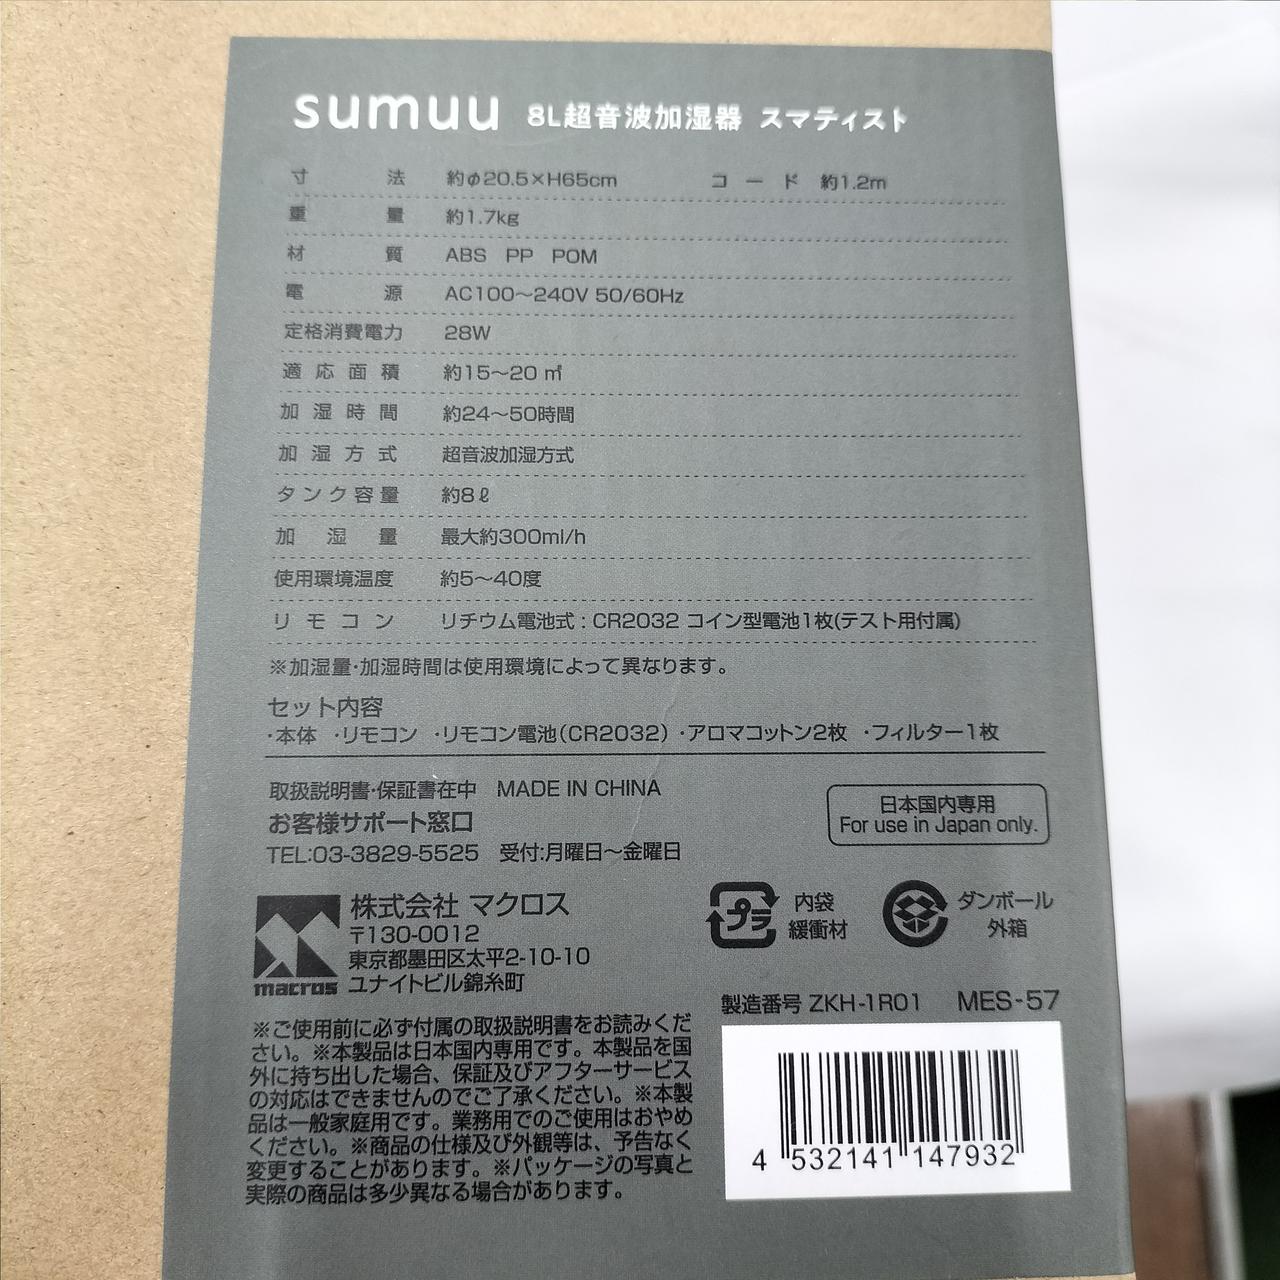 sumuu 8L超音波加湿器 スマティスト
寸法 約φ20.5×H65cm コード 約1.2m
重量 約1.7kg
材質 ABS PP POM
電源 AC100～240V 50/60Hz
定格消費電力 28W
適応面積 約15～20㎡
加湿時間 約24～50時間
加湿方式 超音波加湿方式
タンク容量 約8ℓ
加湿量 最大約300ml/h
使用環境温度 約5～40度
リモコン リチウム電池式：CR2032 コイン型電池1枚(テスト用付属)
※加湿量・加湿時間は使用環境によって異なります。
セット内容
・本体 ・リモコン ・リモコン電池（CR2032） ・アロマコットン2枚 ・フィルター1枚
取扱説明書・保証書在中 MADE IN CHINA
日本国内専用
For use in Japan only.
お客様サポート窓口
TEL:03-3829-5525 受付:月曜日～金曜日
株式会社 マクロス
〒130-0012
東京都墨田区太平2-10-10
ユナイトビル錦糸町
macros
プラ 内袋 緩衝材
ダンボール 外箱
製造番号 ZKH-1R01 MES-57
※ご使用前に必ず付属の取扱説明書をお読みくだ
さい。※本製品は日本国内専用です。本製品を国
外に持ち出した場合、保証及びアフターサービス
の対応はできませんのでご了承ください。※本製
品は一般家庭用です。業務用でのご使用はおやめ
ください。※商品の仕様及び外観等は、予告なく
変更することがあります。※パッケージの写真と
実際の商品は多少異なる場合があります。
4 532141 147932